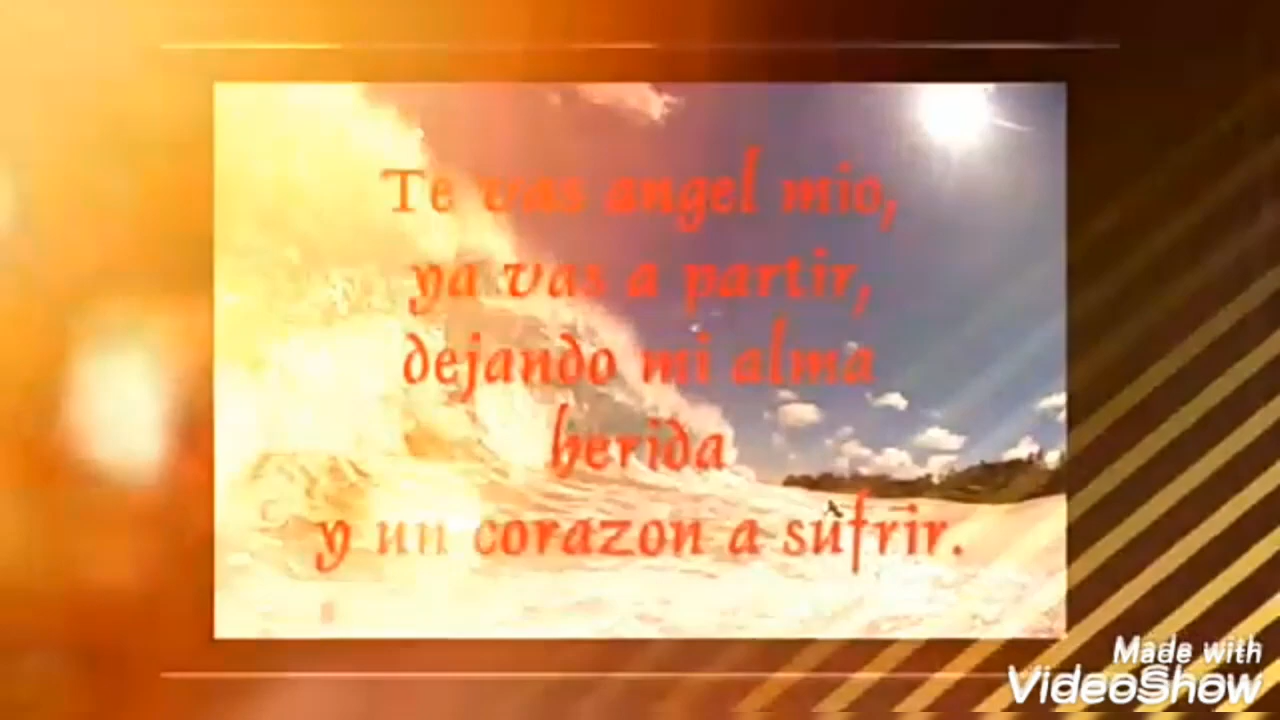 Te vas angel mio,
ya vas a partir,
dejando mi alma
herida
y un corazon a sufrir.
Made with
VideoShow